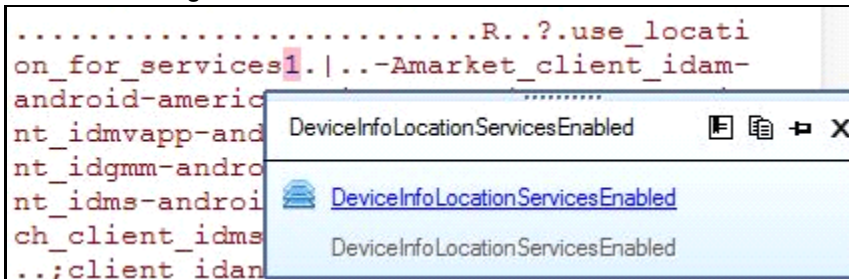 ............................R..?.use_locati
on_for_services1.|..-Amarket_client_idam-
android-americ
nt_idmvapp-and
nt_idgmm-andro
nt_idms-androi
ch_client_idms
..;client_idan
DeviceInfoLocationServicesEnabled
DeviceInfoLocationServicesEnabled
DeviceInfoLocationServicesEnabled